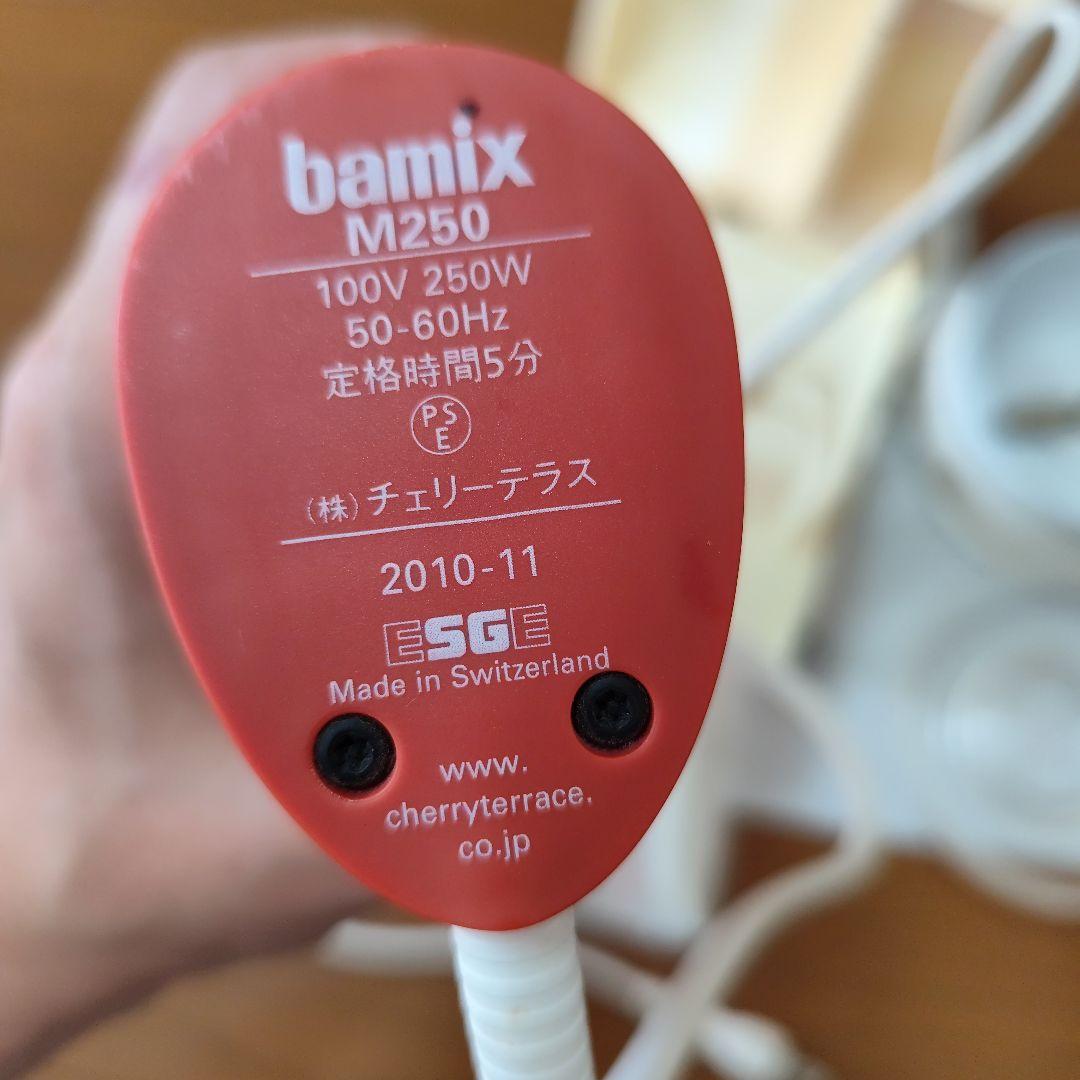 bamix
M250
100V 250W
50-60Hz
定格時間5分
PS
E
(株)チェリーテラス
2010-11
ESGE
Made in Switzerland
www.
cherryterrace.
co.jp